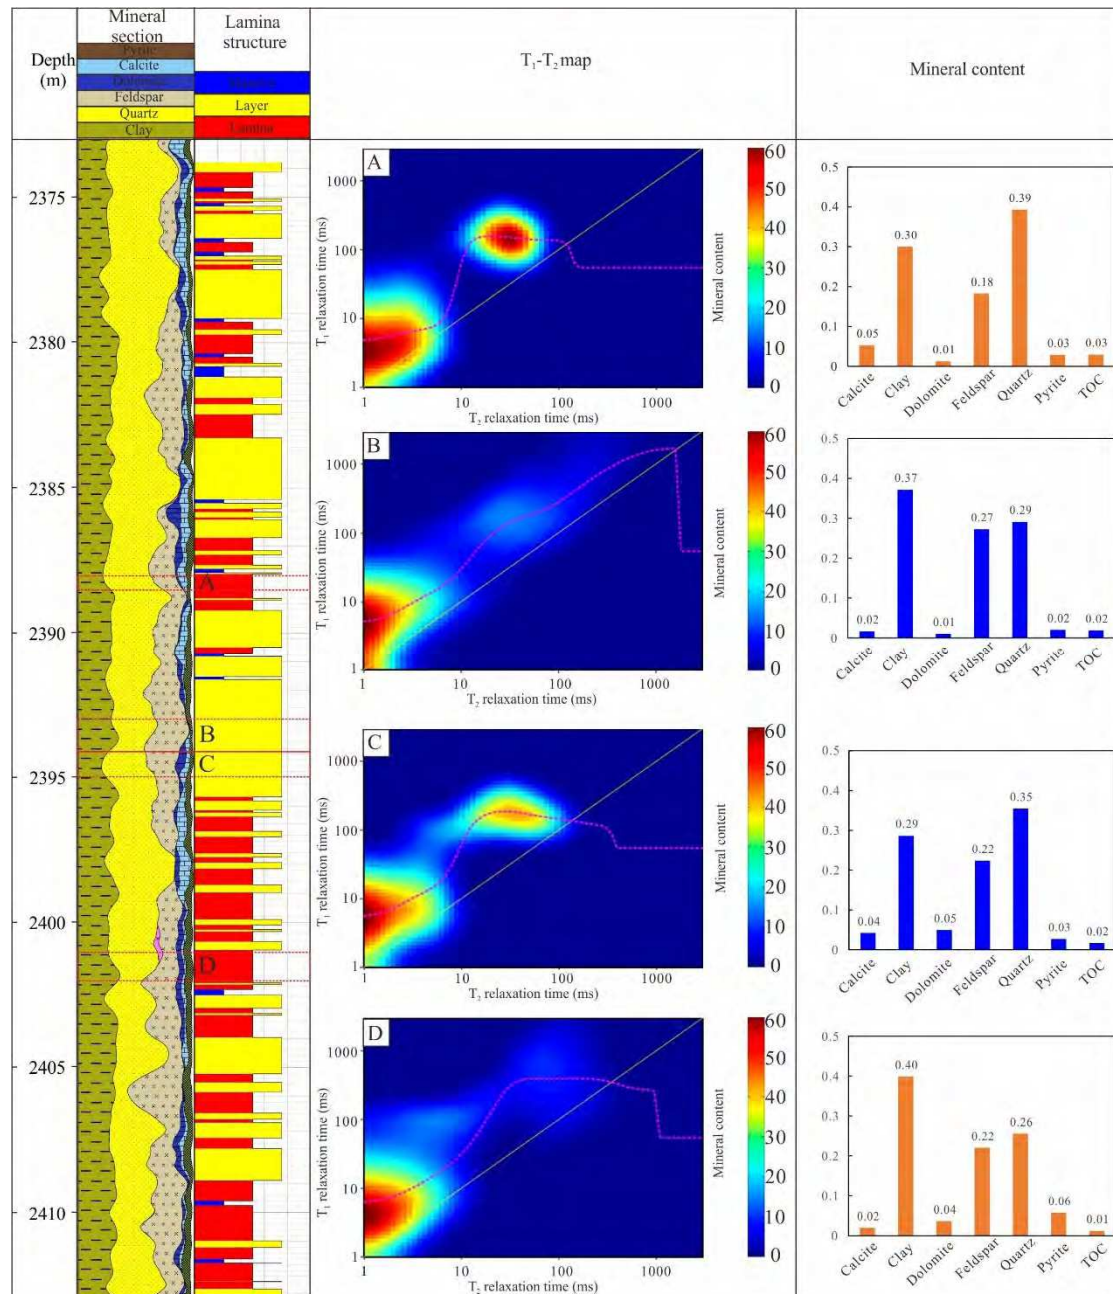 Depth
(m)
Mineral
section
Pyrite
Calcite
Dolomite
Feldspar
Quartz
Clay
Lamina
structure
Layer
Lamina
T₁-T₂ map
Mineral content
2375
2380
2385
2390
2395
2400
2405
2410
A
B
C
D
A
T₁ relaxation time (ms)
1000
100
10
1
1 10 100 1000
T₂ relaxation time (ms)
60
50
40
30
20
10
0
Mineral content
0.5
0.4
0.3
0.2
0.1
0
0.05 0.30 0.01 0.18 0.39 0.03 0.03
Calcite Clay Dolomite Feldspar Quartz Pyrite TOC
B
T₁ relaxation time (ms)
1000
100
10
1
1 10 100 1000
T₂ relaxation time (ms)
60
50
40
30
20
10
0
Mineral content
0.5
0.4
0.3
0.2
0.1
0
0.02 0.37 0.01 0.27 0.29 0.02 0.02
Calcite Clay Dolomite Feldspar Quartz Pyrite TOC
C
T₁ relaxation time (ms)
1000
100
10
1
1 10 100 1000
T₂ relaxation time (ms)
60
50
40
30
20
10
0
Mineral content
0.5
0.4
0.3
0.2
0.1
0
0.04 0.29 0.05 0.22 0.35 0.03 0.02
Calcite Clay Dolomite Feldspar Quartz Pyrite TOC
D
T₁ relaxation time (ms)
1000
100
10
1
1 10 100 1000
T₂ relaxation time (ms)
60
50
40
30
20
10
0
Mineral content
0.5
0.4
0.3
0.2
0.1
0
0.02 0.40 0.04 0.22 0.26 0.06 0.01
Calcite Clay Dolomite Feldspar Quartz Pyrite TOC